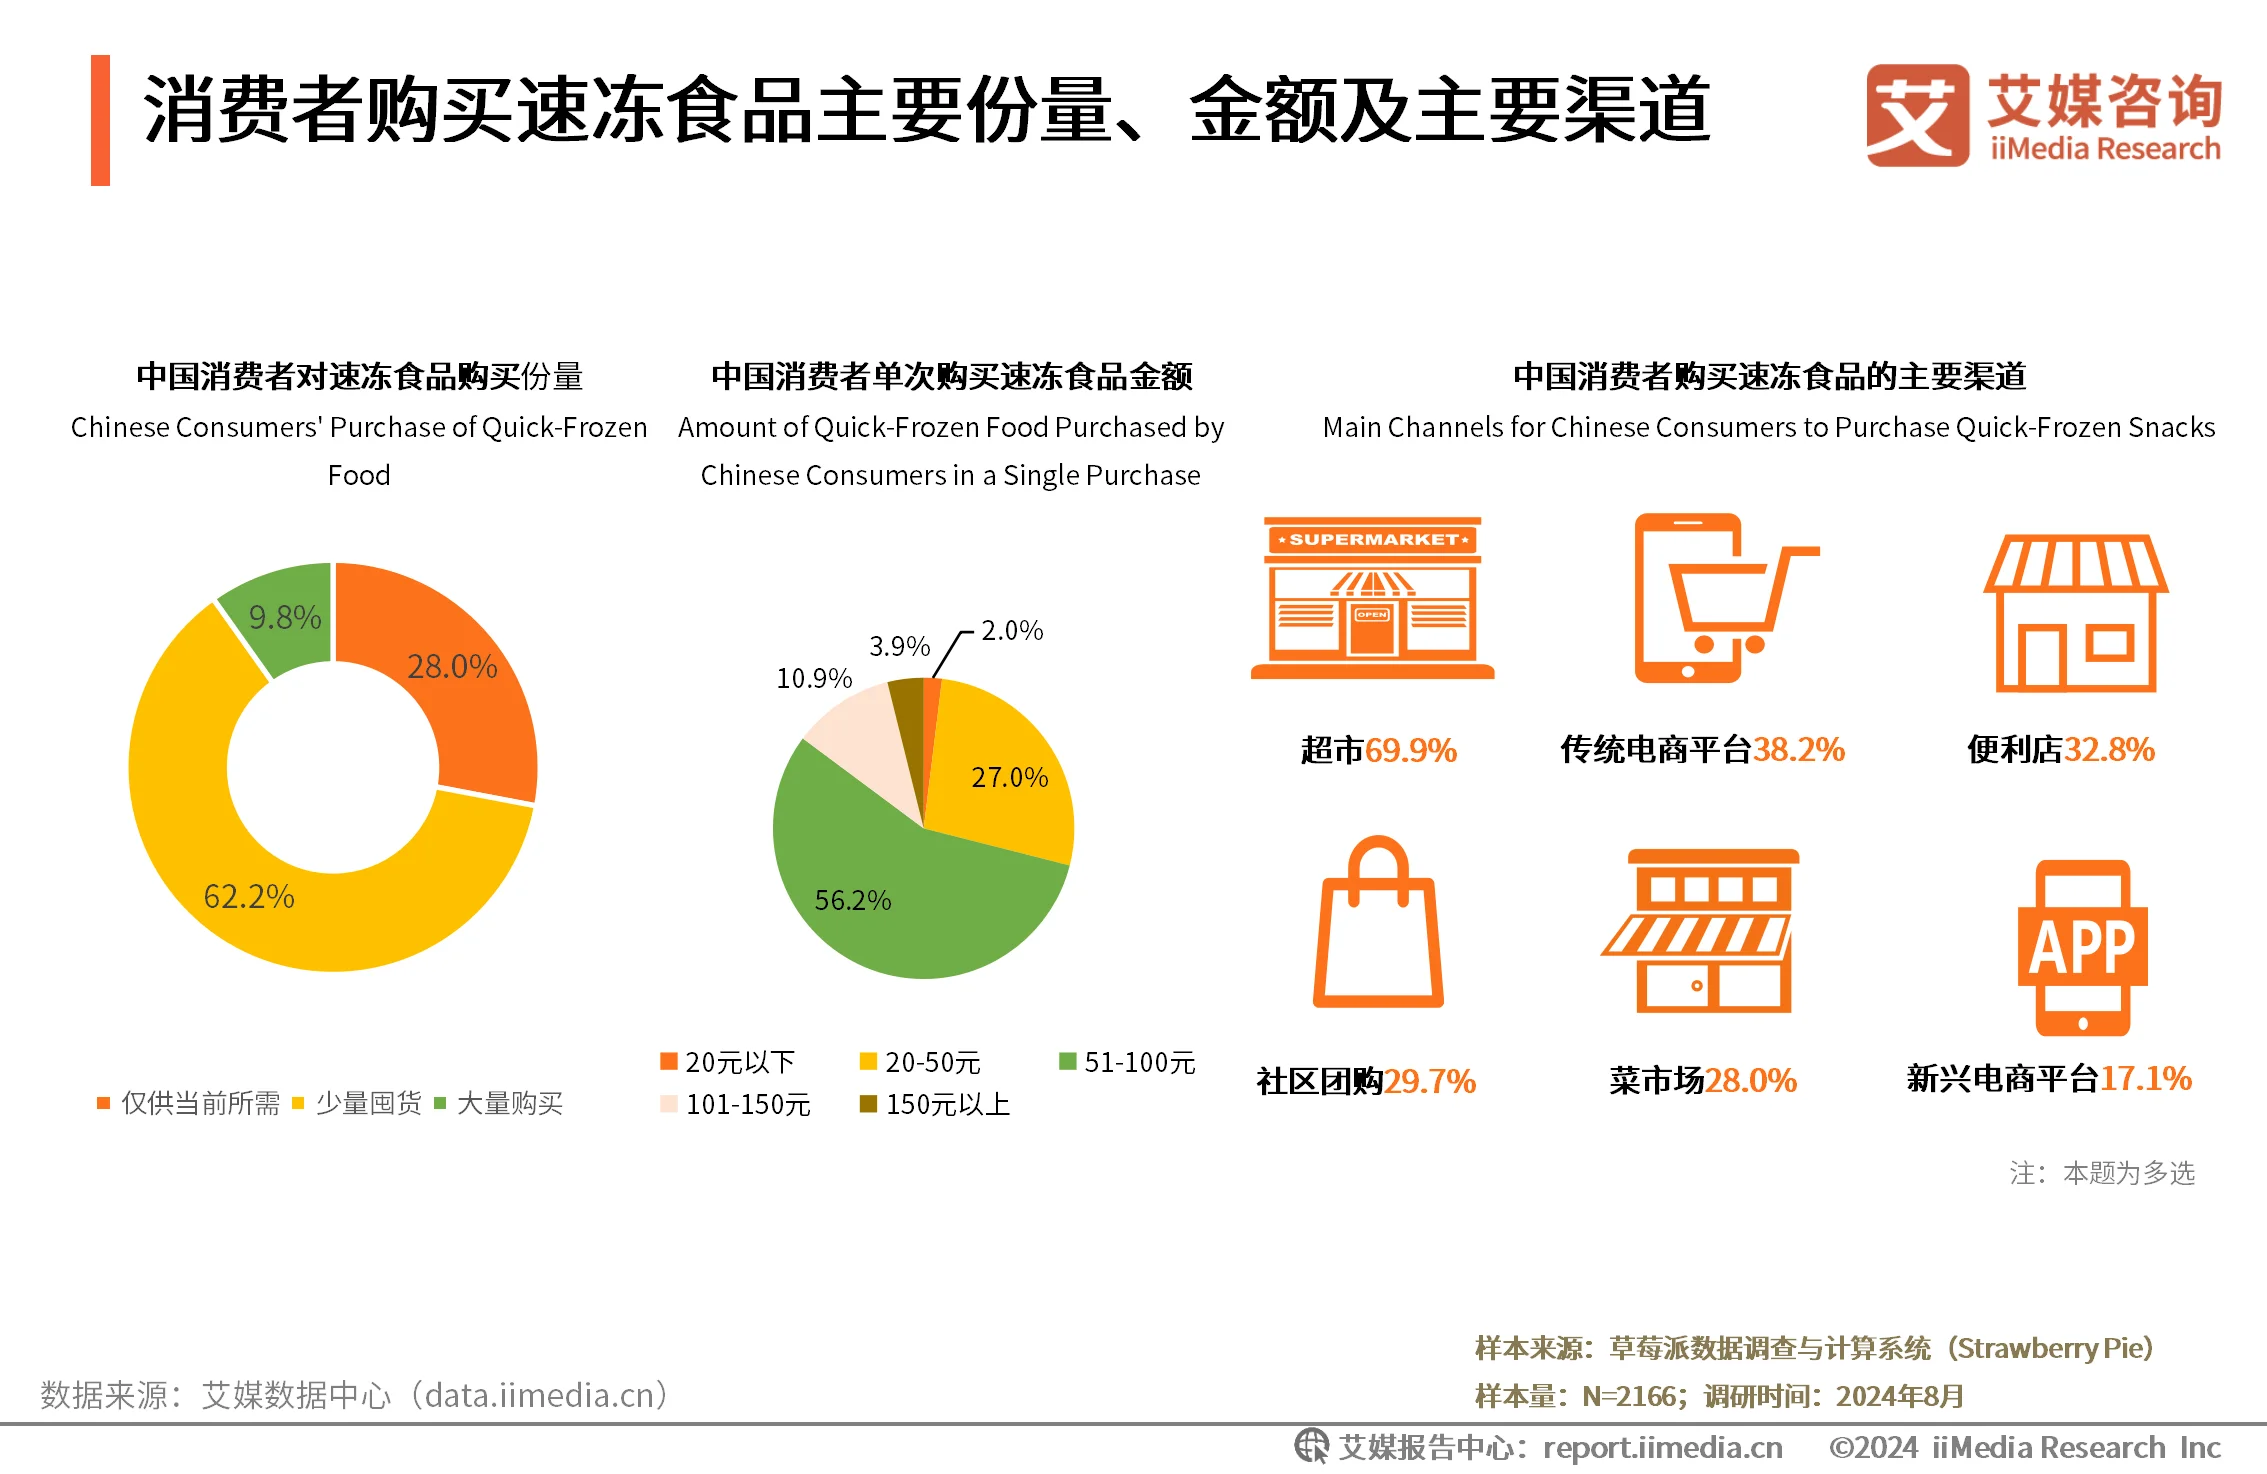 消费者购买速冻食品主要份量、金额及主要渠道
艾
艾媒咨询
iiMedia Research
中国消费者对速冻食品购买份量
Chinese Consumers' Purchase of Quick-Frozen
Food
9.8%
28.0%
62.2%
仅供当前所需 少量囤货 大量购买
中国消费者单次购买速冻食品金额
Amount of Quick-Frozen Food Purchased by
Chinese Consumers in a Single Purchase
2.0%
3.9%
10.9%
27.0%
56.2%
20元以下 20-50元 51-100元
101-150元 150元以上
中国消费者购买速冻食品的主要渠道
Main Channels for Chinese Consumers to Purchase Quick-Frozen Snacks
SUPERMARKET
OPEN
超市69.9% 传统电商平台38.2% 便利店32.8%
APP
社区团购29.7% 菜市场28.0% 新兴电商平台17.1%
注：本题为多选
样本来源：草莓派数据调查与计算系统（Strawberry Pie）
样本量：N=2166；调研时间：2024年8月
数据来源：艾媒数据中心（data.iimedia.cn）
艾媒报告中心：report.iimedia.cn ©2024 iiMedia Research Inc